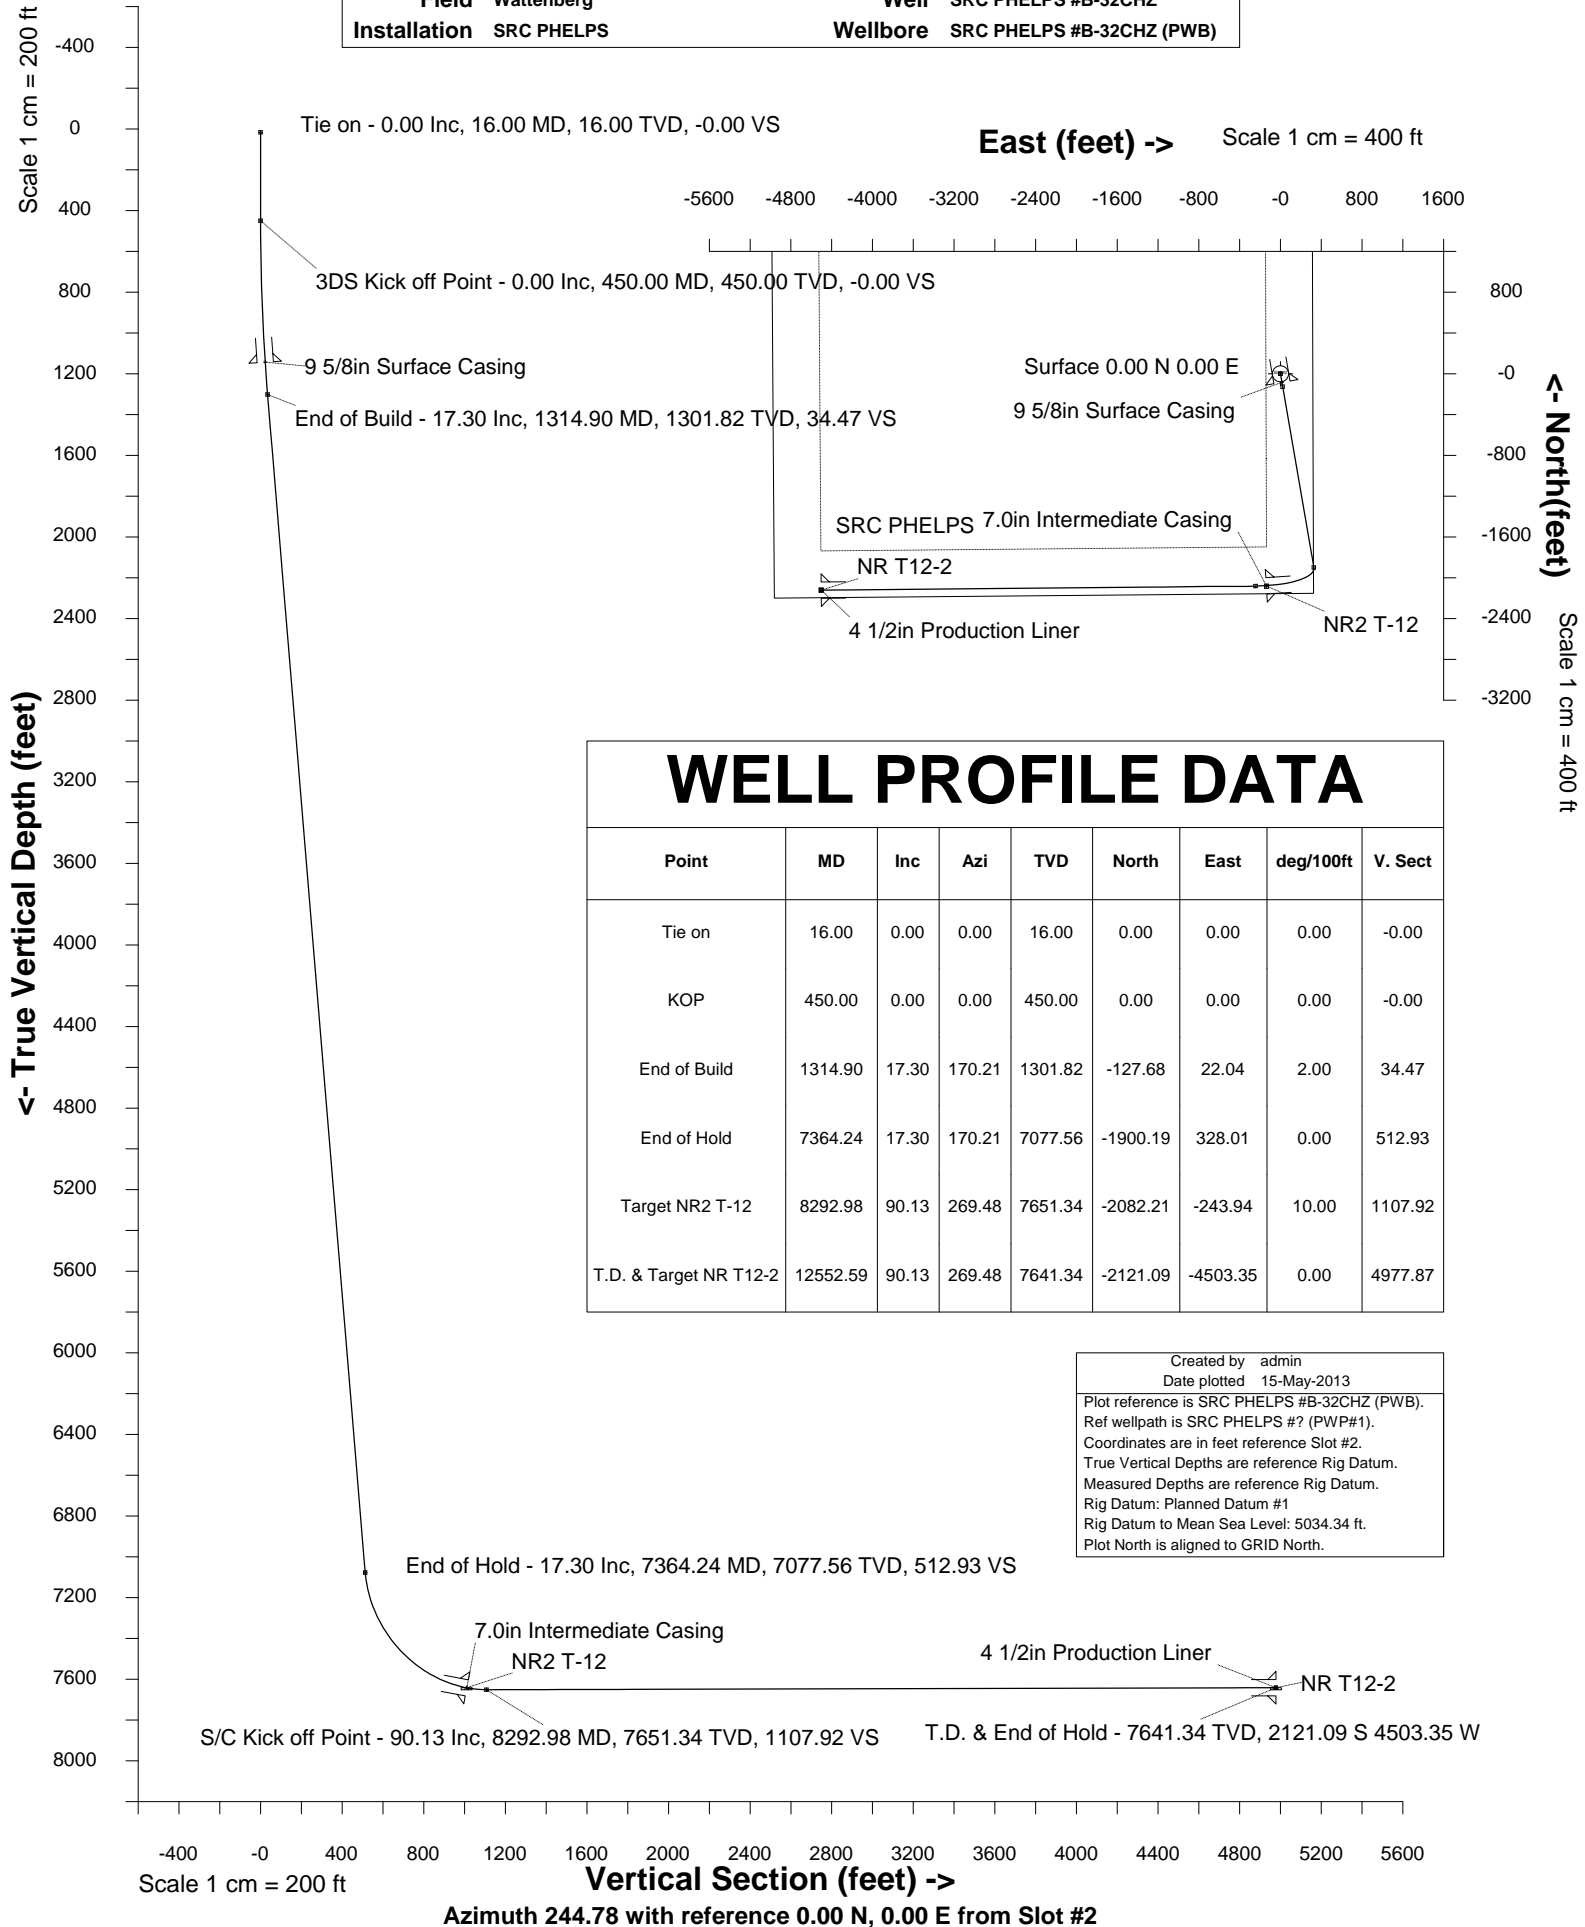 Field Wattenberg Well SRC PHELPS #B-32CHZ
Installation SRC PHELPS Wellbore SRC PHELPS #B-32CHZ (PWB)
Scale 1 cm = 200 ft
<- True Vertical Depth (feet)
-400
0
400
800
1200
1600
2000
2400
2800
3200
3600
4000
4400
4800
5200
5600
6000
6400
6800
7200
7600
8000
Tie on - 0.00 Inc, 16.00 MD, 16.00 TVD, -0.00 VS
3DS Kick off Point - 0.00 Inc, 450.00 MD, 450.00 TVD, -0.00 VS
9 5/8in Surface Casing
End of Build - 17.30 Inc, 1314.90 MD, 1301.82 TVD, 34.47 VS
East (feet) -> Scale 1 cm = 400 ft
-5600 -4800 -4000 -3200 -2400 -1600 -800 -0 800 1600
800
-0
-800
-1600
-2400
-3200
<- North(feet)
Scale 1 cm = 400 ft
Surface 0.00 N 0.00 E
9 5/8in Surface Casing
SRC PHELPS
7.0in Intermediate Casing
NR T12-2
4 1/2in Production Liner
NR2 T-12
WELL PROFILE DATA
Point MD Inc Azi TVD North East deg/100ft V. Sect
Tie on 16.00 0.00 0.00 16.00 0.00 0.00 0.00 -0.00
KOP 450.00 0.00 0.00 450.00 0.00 0.00 0.00 -0.00
End of Build 1314.90 17.30 170.21 1301.82 -127.68 22.04 2.00 34.47
End of Hold 7364.24 17.30 170.21 7077.56 -1900.19 328.01 0.00 512.93
Target NR2 T-12 8292.98 90.13 269.48 7651.34 -2082.21 -243.94 10.00 1107.92
T.D. & Target NR T12-2 12552.59 90.13 269.48 7641.34 -2121.09 -4503.35 0.00 4977.87
Created by admin
Date plotted 15-May-2013
Plot reference is SRC PHELPS #B-32CHZ (PWB).
Ref wellpath is SRC PHELPS #? (PWP#1).
Coordinates are in feet reference Slot #2.
True Vertical Depths are reference Rig Datum.
Measured Depths are reference Rig Datum.
Rig Datum: Planned Datum #1
Rig Datum to Mean Sea Level: 5034.34 ft.
Plot North is aligned to GRID North.
End of Hold - 17.30 Inc, 7364.24 MD, 7077.56 TVD, 512.93 VS
7.0in Intermediate Casing
NR2 T-12
4 1/2in Production Liner
NR T12-2
S/C Kick off Point - 90.13 Inc, 8292.98 MD, 7651.34 TVD, 1107.92 VS
T.D. & End of Hold - 7641.34 TVD, 2121.09 S 4503.35 W
-400 -0 400 800 1200 1600 2000 2400 2800 3200 3600 4000 4400 4800 5200 5600
Scale 1 cm = 200 ft
Vertical Section (feet) ->
Azimuth 244.78 with reference 0.00 N, 0.00 E from Slot #2